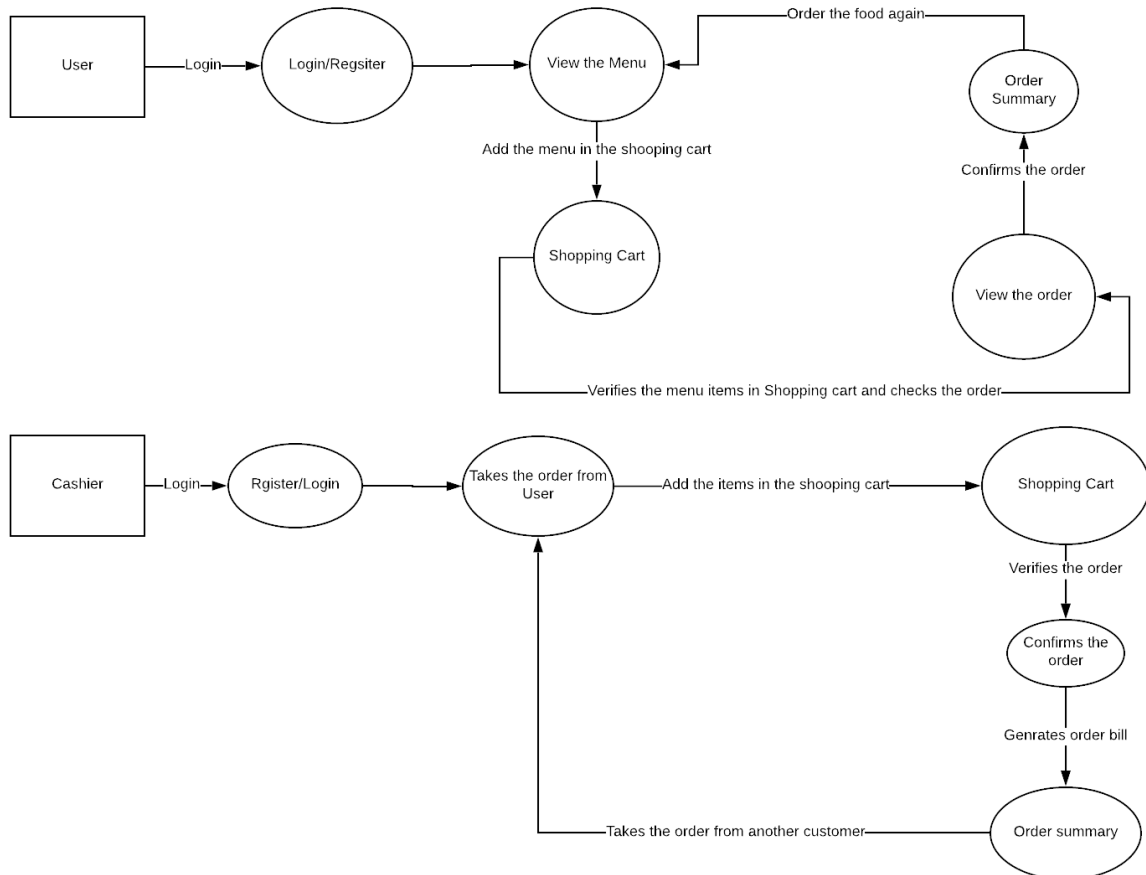 Order the food again
User
Login
Login/Regsiter
View the Menu
Order
Summary
Add the menu in the shooping cart
Confirms the order
Shopping Cart
View the order
Verifies the menu items in Shopping cart and checks the order
Cashier
Login
Rgister/Login
Takes the order from
User
Add the items in the shooping cart
Shopping Cart
Verifies the order
Confirms the
order
Genrates order bill
Takes the order from another customer
Order summary